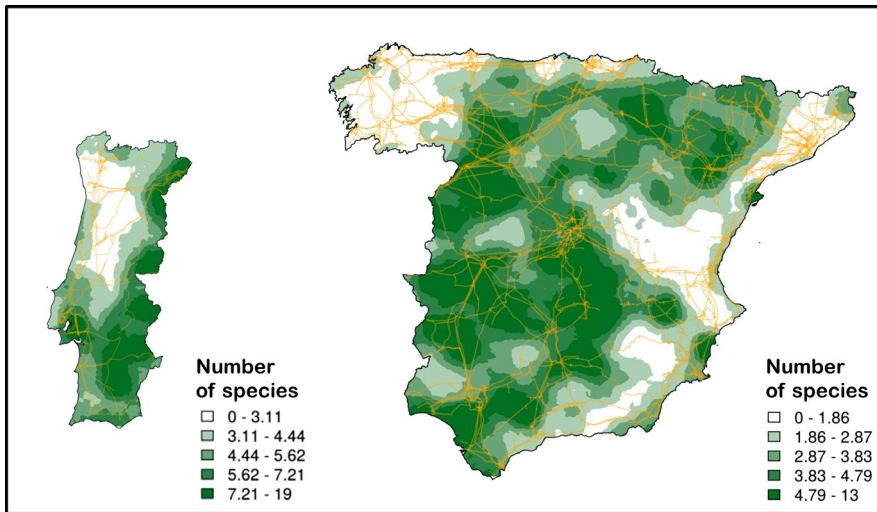 Number
of species
0 - 3.11
3.11 - 4.44
4.44 - 5.62
5.62 - 7.21
7.21 - 19
Number
of species
0 - 1.86
1.86 - 2.87
2.87 - 3.83
3.83 - 4.79
4.79 - 13